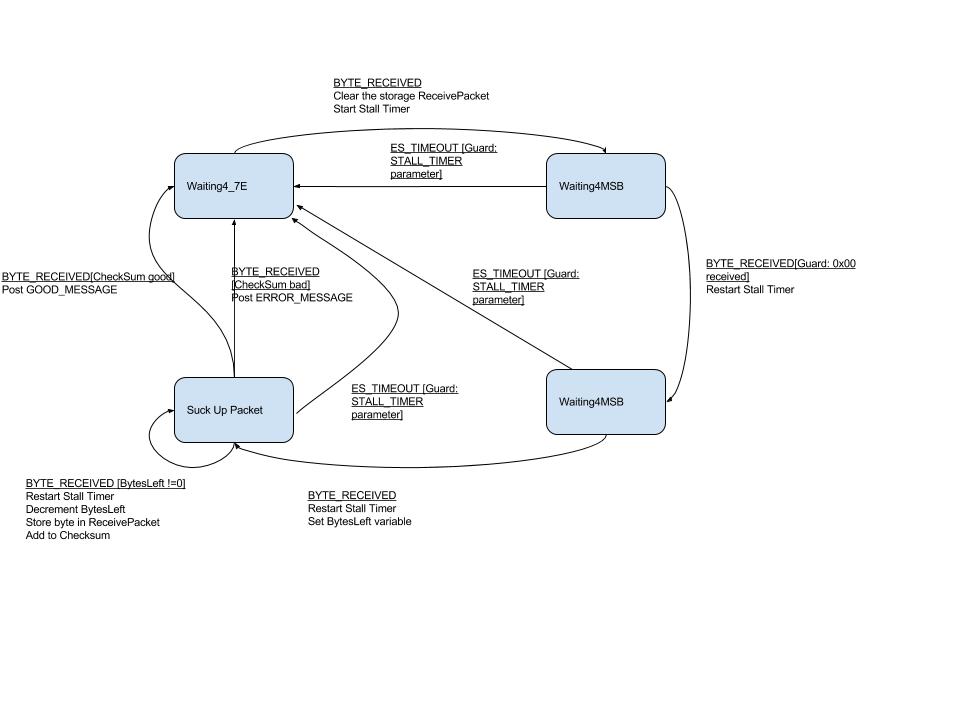 BYTE_RECEIVED
Clear the storage ReceivePacket
Start Stall Timer
ES_TIMEOUT [Guard:
STALL_TIMER
parameter]
Waiting4_7E
Waiting4MSB
BYTE_RECEIVED[CheckSum good]
Post GOOD_MESSAGE
BYTE_RECEIVED
[CheckSum bad]
Post ERROR_MESSAGE
ES_TIMEOUT [Guard:
STALL_TIMER
parameter]
BYTE_RECEIVED[Guard: 0x00
received]
Restart Stall Timer
ES_TIMEOUT [Guard:
STALL_TIMER
parameter]
Suck Up Packet
Waiting4MSB
BYTE_RECEIVED [BytesLeft !=0]
Restart Stall Timer
Decrement BytesLeft
Store byte in ReceivePacket
Add to Checksum
BYTE_RECEIVED
Restart Stall Timer
Set BytesLeft variable